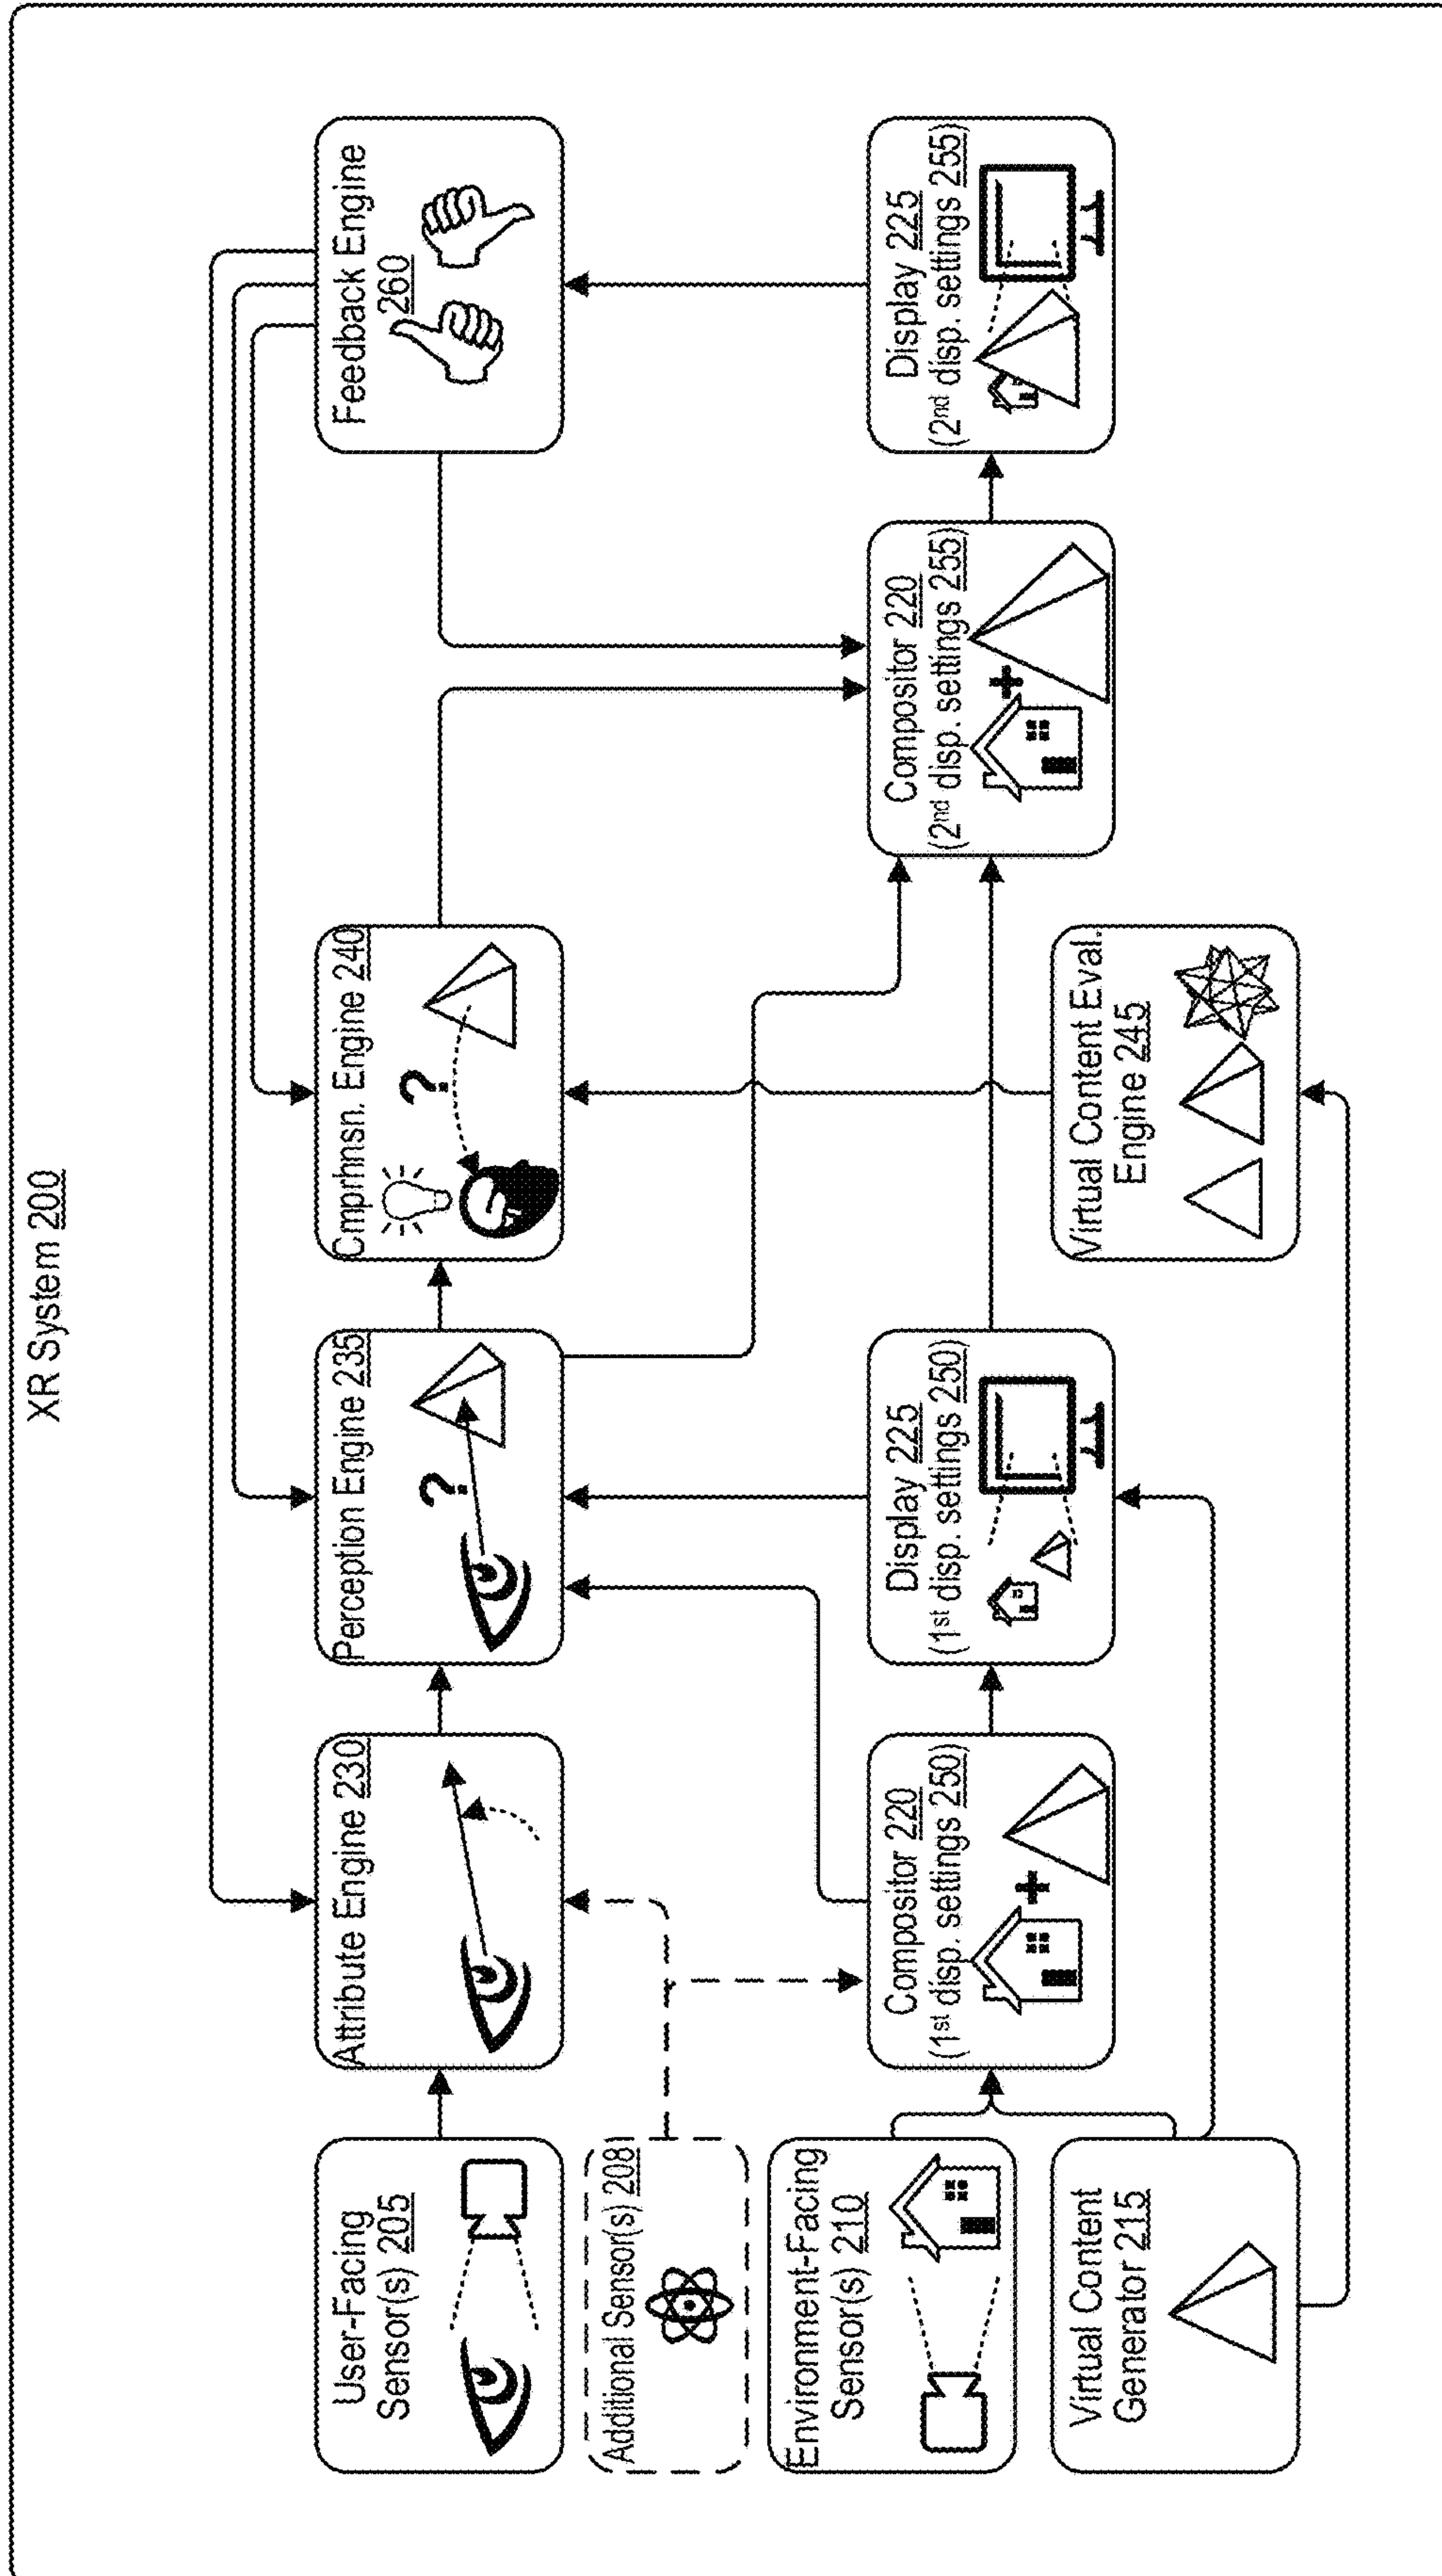 XR System 200
User-Facing
Sensor(s) 205
Attribute Engine 230
Perception Engine 235
Cmprhnsn. Engine 240
Feedback Engine
260
Additional Sensor(s) 208
Environment-Facing
Sensor(s) 210
Compositor 220
(1st disp. settings 250)
Display 225
(1st disp. settings 250)
Compositor 220
(2nd disp. settings 255)
Display 225
(2nd disp. settings 255)
Virtual Content
Generator 215
Virtual Content Eval.
Engine 245
?
?
+
+